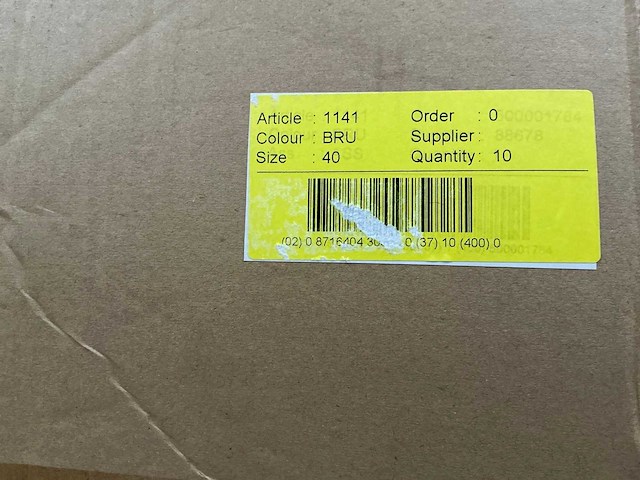 Article : 1141 Order : 0
Colour : BRU Supplier :
Size : 40 Quantity : 10
(02) 0 8716404 (37) 10 (400) 0